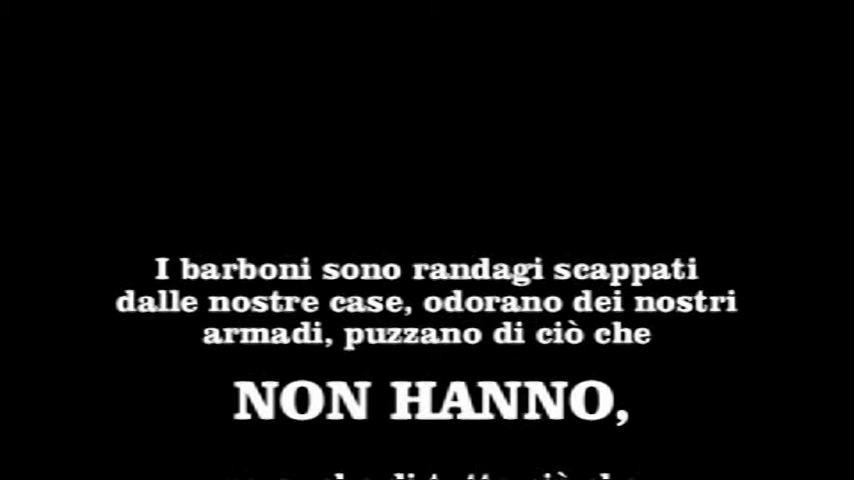 I barboni sono randagi scappati
dalle nostre case, odorano dei nostri
armadi, puzzano di ciò che
NON HANNO,